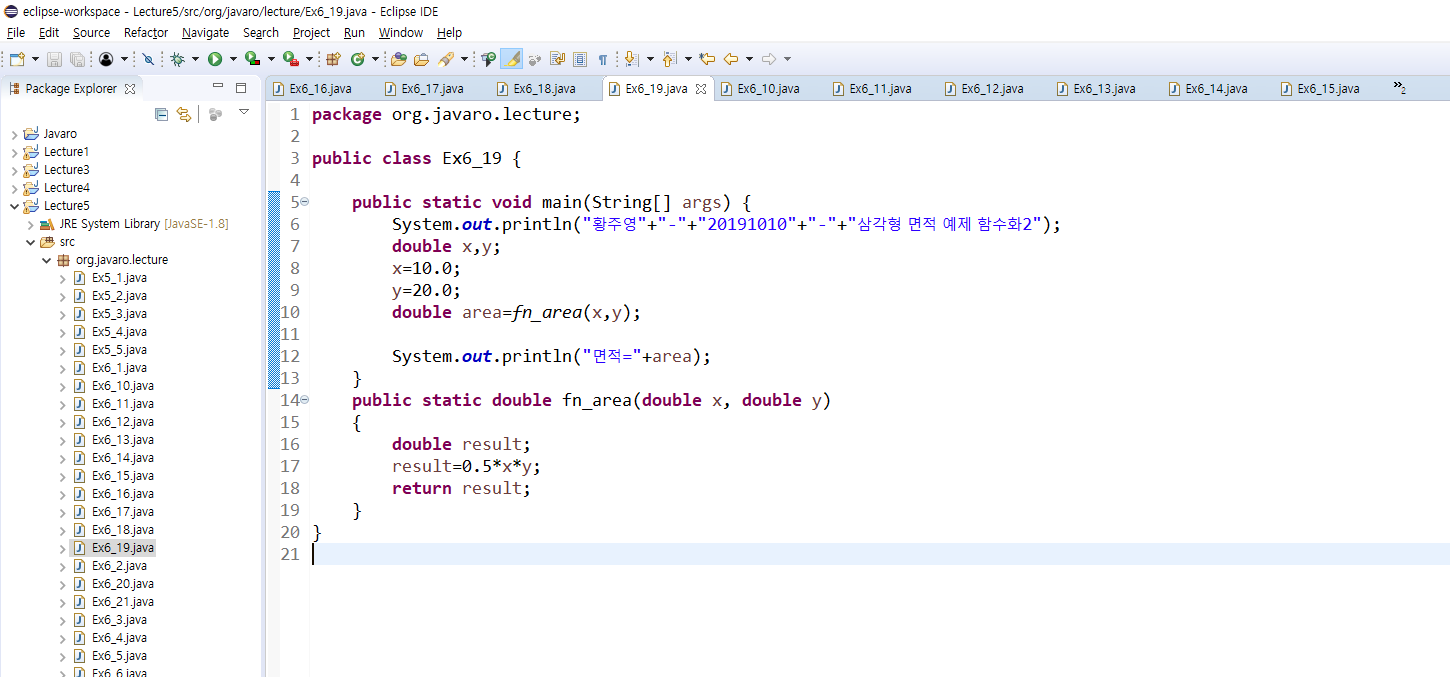 eclipse-workspace - Lecture5/src/org/javaro/lecture/Ex6_19.java - Eclipse IDE
File Edit Source Refactor Navigate Search Project Run Window Help
Package Explorer
Javaro
Lecture1
Lecture3
Lecture4
Lecture5
JRE System Library [JavaSE-1.8]
src
org.javaro.lecture
Ex5_1.java
Ex5_2.java
Ex5_3.java
Ex5_4.java
Ex5_5.java
Ex6_1.java
Ex6_10.java
Ex6_11.java
Ex6_12.java
Ex6_13.java
Ex6_14.java
Ex6_15.java
Ex6_16.java
Ex6_17.java
Ex6_18.java
Ex6_19.java
Ex6_2.java
Ex6_20.java
Ex6_21.java
Ex6_3.java
Ex6_4.java
Ex6_5.java
Ex6_6.java
Ex6_16.java Ex6_17.java Ex6_18.java Ex6_19.java Ex6_10.java Ex6_11.java Ex6_12.java Ex6_13.java Ex6_14.java Ex6_15.java »2
1 package org.javaro.lecture;
2
3 public class Ex6_19 {
4
5 public static void main(String[] args) {
6 System.out.println("황주영"+"-"+"20191010"+"-"+"삼각형 면적 예제 함수화2");
7 double x,y;
8 x=10.0;
9 y=20.0;
10 double area=fn_area(x,y);
11
12 System.out.println("면적="+area);
13 }
14 public static double fn_area(double x, double y)
15 {
16 double result;
17 result=0.5*x*y;
18 return result;
19 }
20 }
21